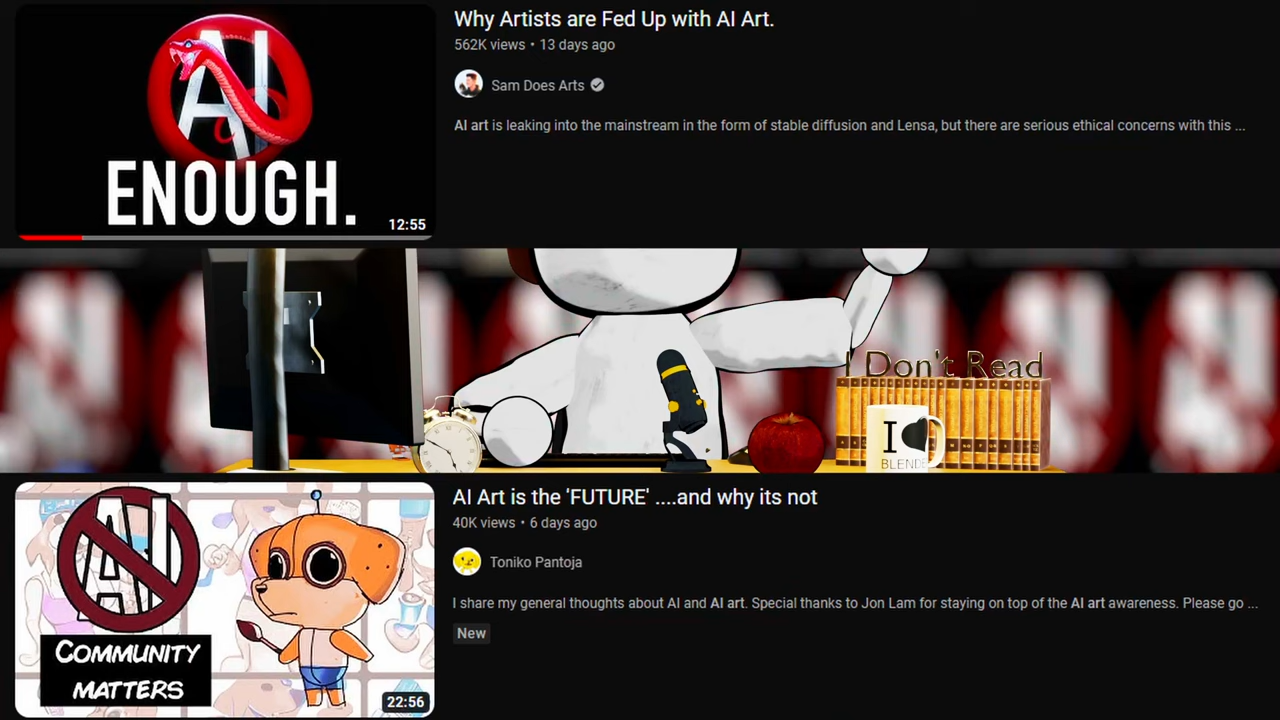 AI
ENOUGH.
12:55
Why Artists are Fed Up with AI Art.
562K views • 13 days ago
Sam Does Arts
AI art is leaking into the mainstream in the form of stable diffusion and Lensa, but there are serious ethical concerns with this ...
I Don't Read
I
BLENDE
AI
COMMUNITY
MATTERS
22:56
AI Art is the 'FUTURE' ....and why its not
40K views • 6 days ago
Toniko Pantoja
I share my general thoughts about AI and AI art. Special thanks to Jon Lam for staying on top of the AI art awareness. Please go ...
New